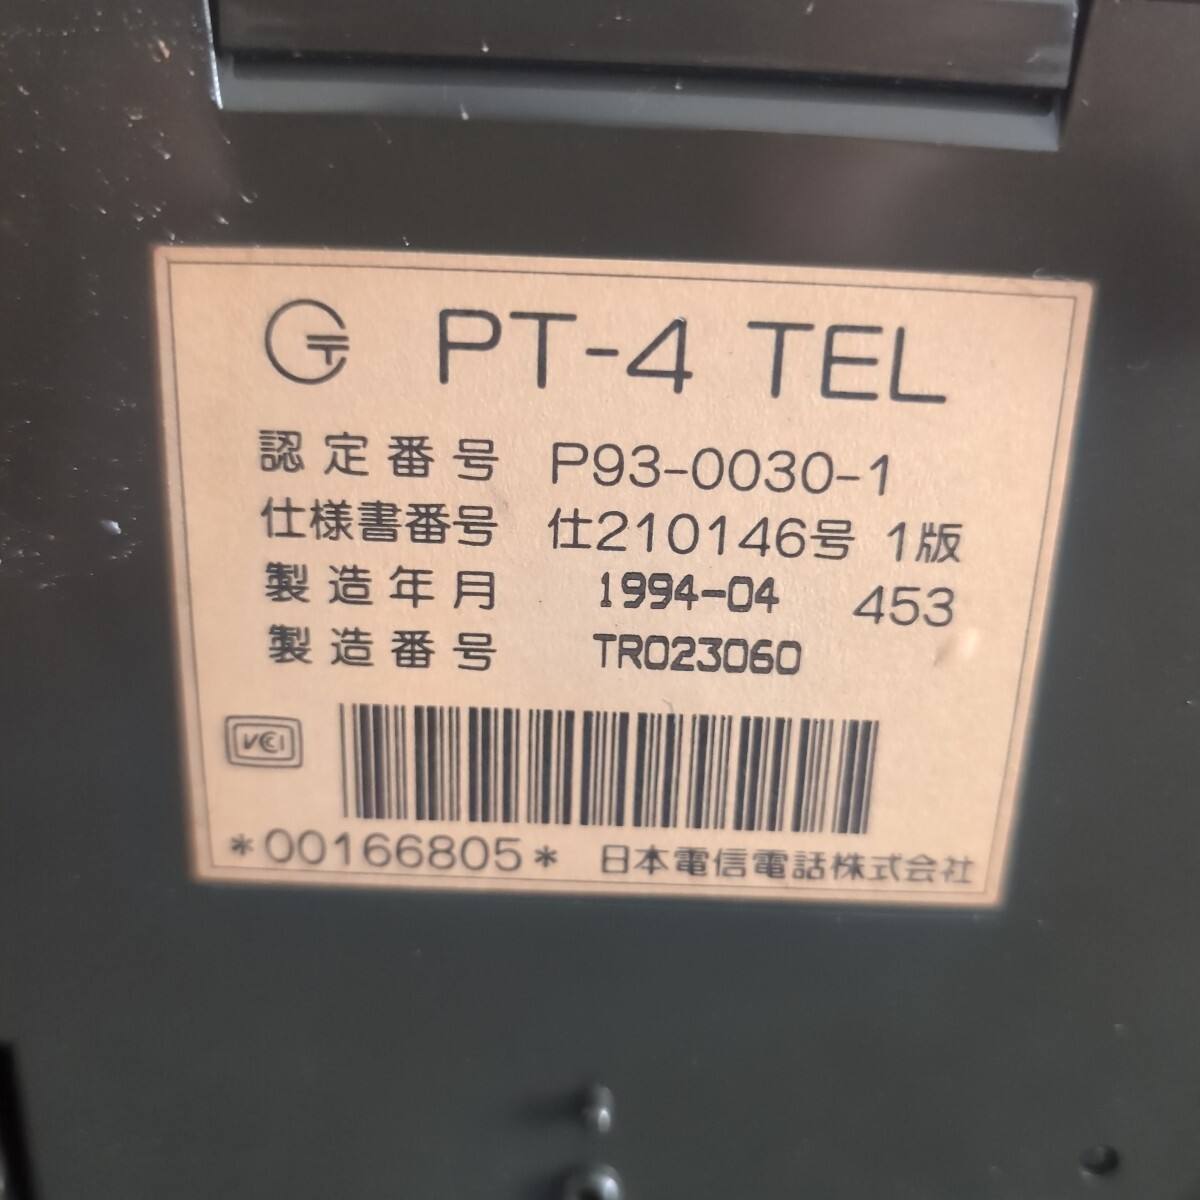 PT-4 TEL
認定番号 P93-0030-1
仕様書番号 仕210146号 1版
製造年月 1994-04 453
製造番号 TR023060
VCCI
*00166805* 日本電信電話株式会社